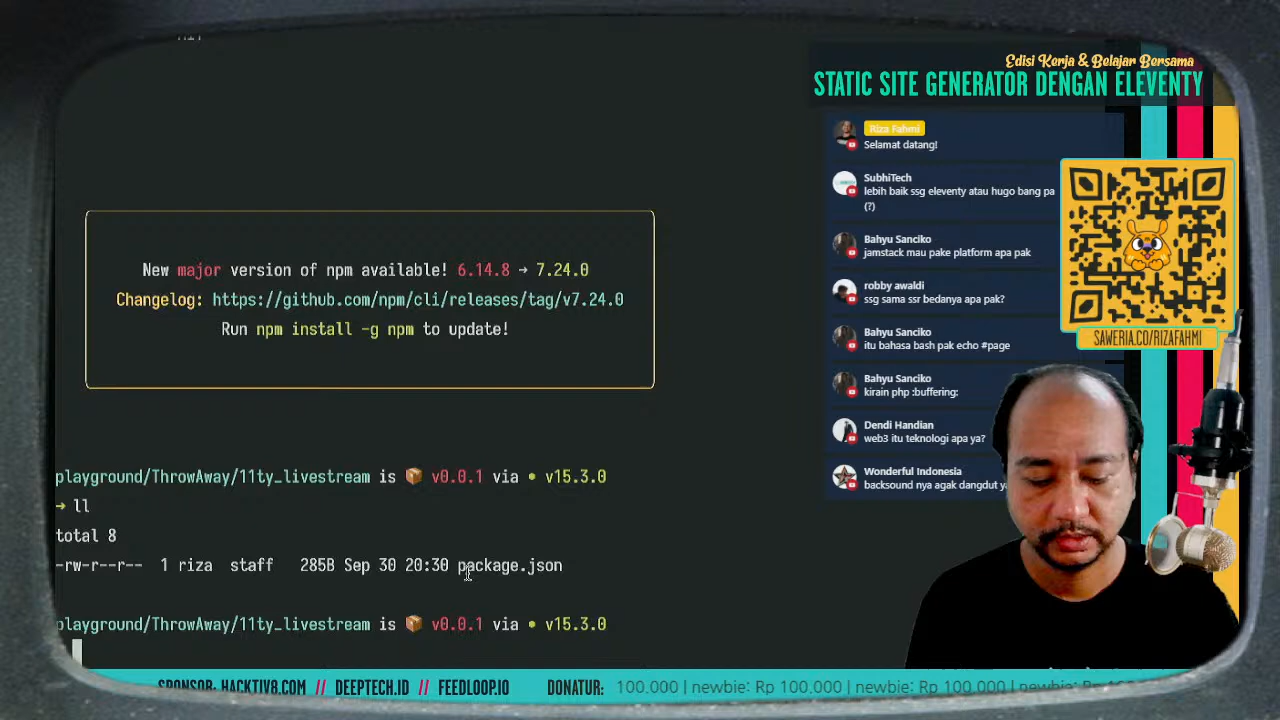 Edisi Kerja & Belajar Bersama
STATIC SITE GENERATOR DENGAN ELEVENTY
New major version of npm available! 6.14.8 → 7.24.0
Changelog: https://github.com/npm/cli/releases/tag/v7.24.0
Run npm install -g npm to update!
playground/ThrowAway/11ty_livestream is 📦 v0.0.1 via • v15.3.0
→ ll
total 8
-rw-r--r-- 1 riza staff 285B Sep 30 20:30 package.json
playground/ThrowAway/11ty_livestream is 📦 v0.0.1 via • v15.3.0
Riza Fahmi
Selamat datang!
SubhiTech
lebih baik ssg eleventy atau hugo bang pa
(?)
Bahyu Sanciko
jamstack mau pake platform apa pak
robby awaldi
ssg sama ssr bedanya apa pak?
Bahyu Sanciko
itu bahasa bash pak echo #page
Bahyu Sanciko
kirain php :buffering:
Dendi Handian
web3 itu teknologi apa ya?
Wonderful Indonesia
backsound nya agak dangdut
SAWERIA.CO/RIZAFAHMI
SPONSOR: HACKTIV8.COM // DEEPTECH.ID // FEEDLOOP.IO DONATUR: 100.000 | newbie: Rp 100.000 | newbie: Rp 100.000 | newbie: Rp